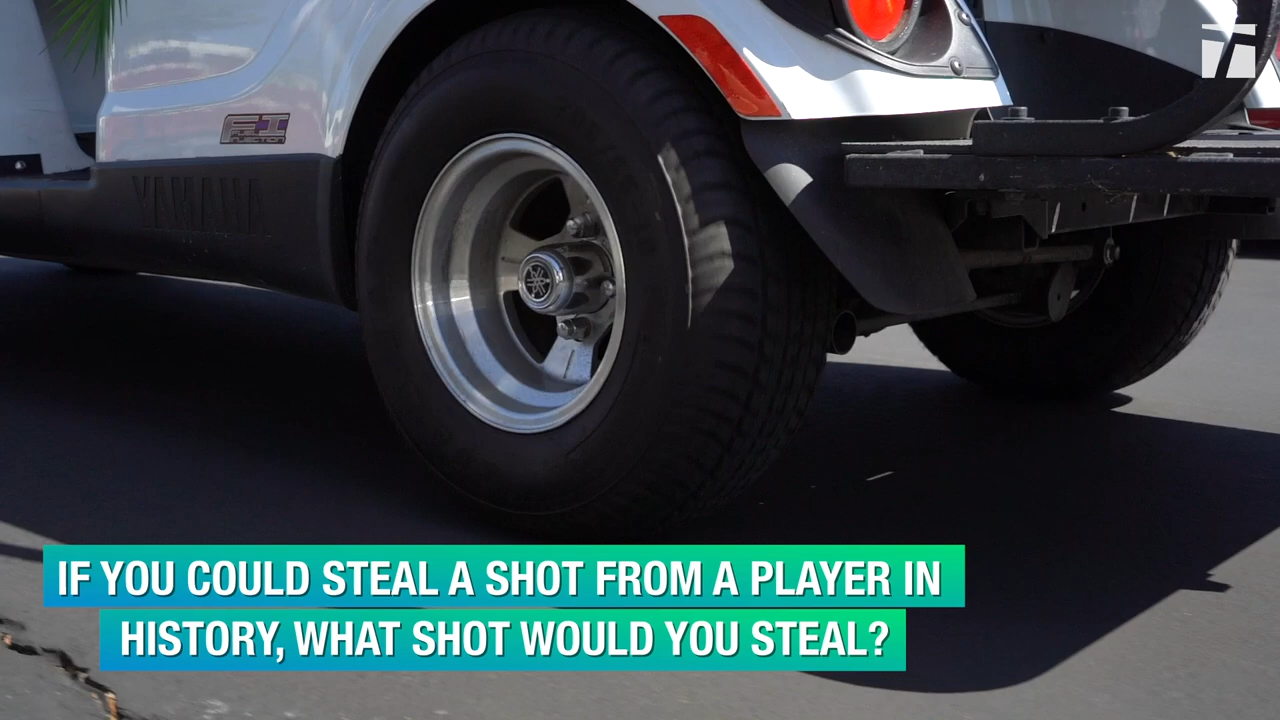 YAMAHA
IF YOU COULD STEAL A SHOT FROM A PLAYER IN
HISTORY, WHAT SHOT WOULD YOU STEAL?